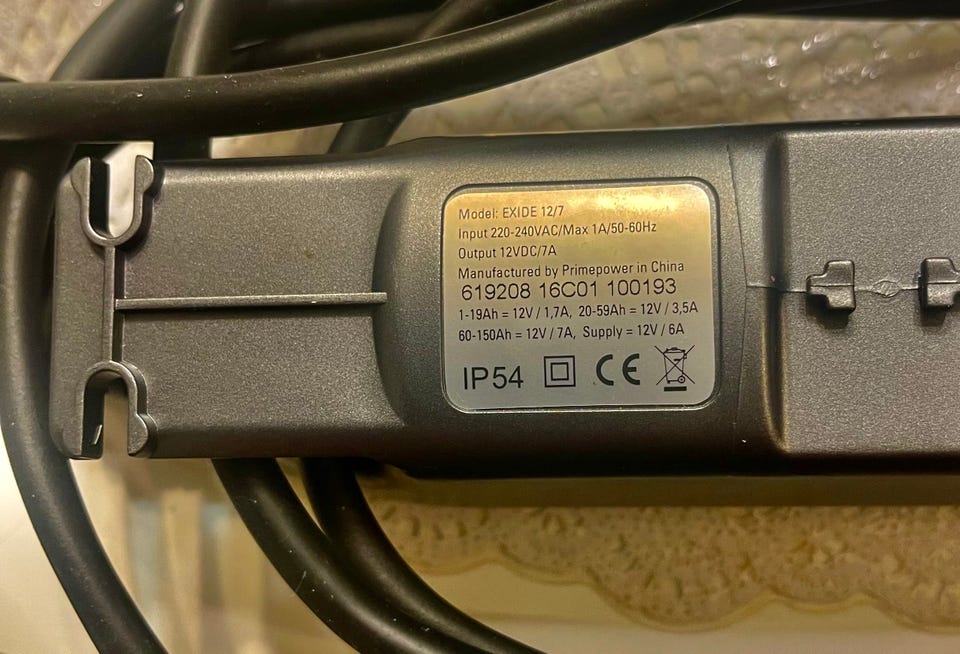 Model: EXIDE 12/7
Input 220-240VAC/Max 1A/50-60Hz
Output 12VDC/7A
Manufactured by Primepower in China
619208 16C01 100193
1-19Ah = 12V / 1,7A, 20-59Ah = 12V / 3,5A
60-150Ah = 12V / 7A, Supply = 12V / 6A
IP54 CE